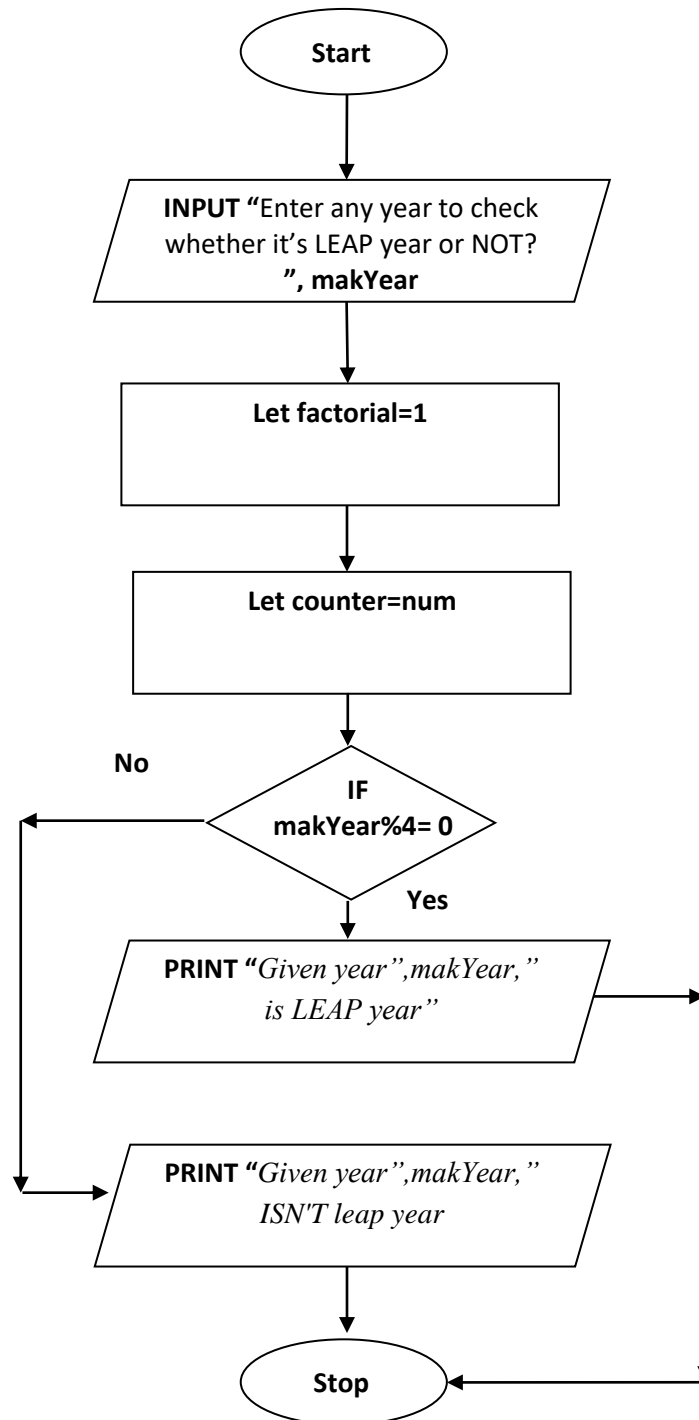 Start
INPUT “Enter any year to check
whether it’s LEAP year or NOT?
”, makYear
Let factorial=1
Let counter=num
No
IF
makYear%4= 0
Yes
PRINT “Given year”,makYear,”
is LEAP year”
PRINT “Given year”,makYear,”
ISN'T leap year
Stop